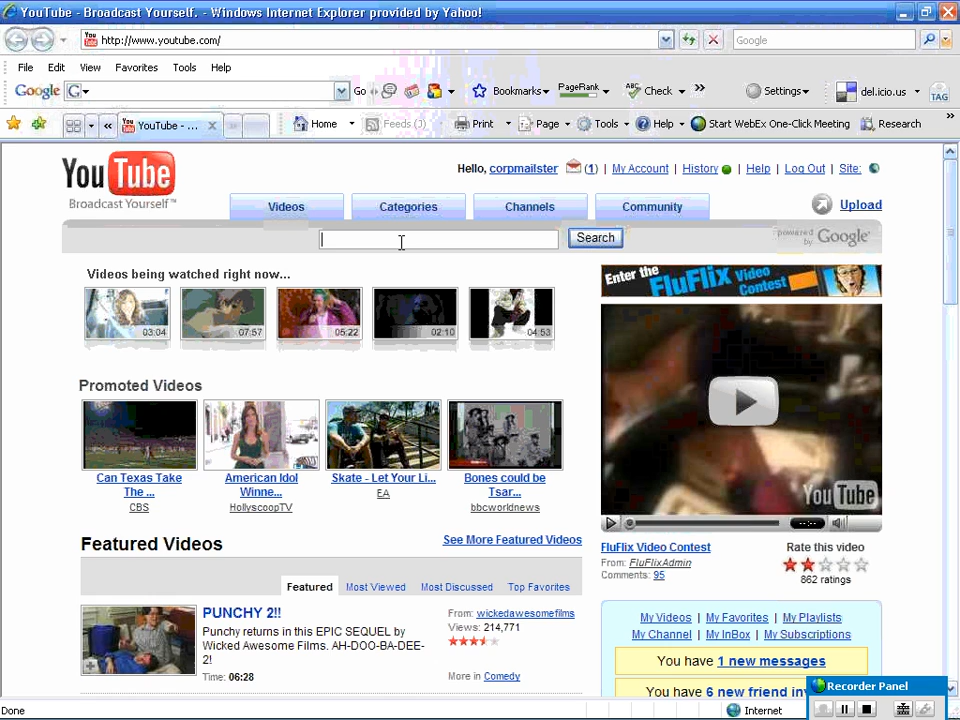 YouTube - Broadcast Yourself. - Windows Internet Explorer provided by Yahoo!
http://www.youtube.com/
Google
File Edit View Favorites Tools Help
Google G Go Bookmarks PageRank Check Settings del.icio.us TAG
YouTube - ... Home Feeds (J) Print Page Tools Help Start WebEx One-Click Meeting Research
YouTube
Broadcast Yourself™
Hello, corpmailster (1) | My Account | History | Help | Log Out | Site:
Videos Categories Channels Community Upload
Search
powered by Google
Videos being watched right now...
03:04 07:57 05:22 02:10 04:53
Enter the FluFlix Video Contest
Promoted Videos
Can Texas Take The ...
CBS
American Idol Winne...
HollyscoopTV
Skate - Let Your Li...
EA
Bones could be Tsar...
bbcworldnews
YouTube
--:--
Featured Videos
See More Featured Videos
Featured Most Viewed Most Discussed Top Favorites
PUNCHY 2!!
Punchy returns in this EPIC SEQUEL by
Wicked Awesome Films. AH-DOO-BA-DEE-
2!
Time: 06:28
From: wickedawesomefilms
Views: 214,771
More in Comedy
FluFlix Video Contest
From: FluFlixAdmin
Comments: 95
Rate this video
862 ratings
My Videos | My Favorites | My Playlists
My Channel | My InBox | My Subscriptions
You have 1 new messages
You have 6 new friend inv
Recorder Panel
Done
Internet